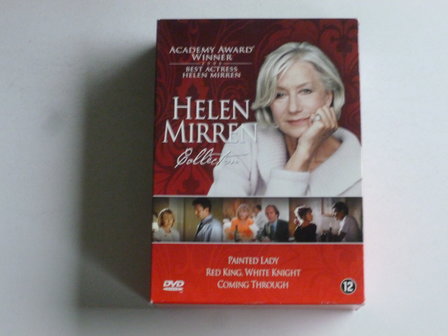 ACADEMY AWARD®
WINNER
BEST ACTRESS
HELEN MIRREN
HELEN
MIRREN
Collection
PAINTED LADY
RED KING, WHITE KNIGHT
COMING THROUGH
DVD
12